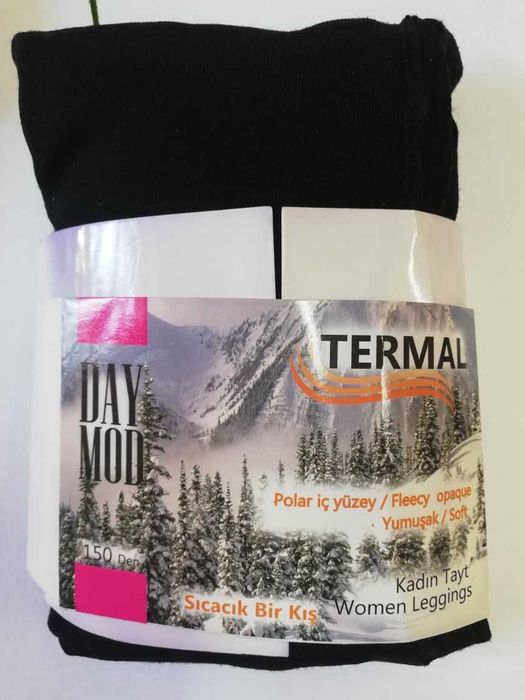 TERMAL
DAY
MOD
Polar iç yüzey / Fleecy opaque
Yumuşak / Soft
150 Den
Kadın Tayt
Women Leggings
Sıcacık Bir Kış